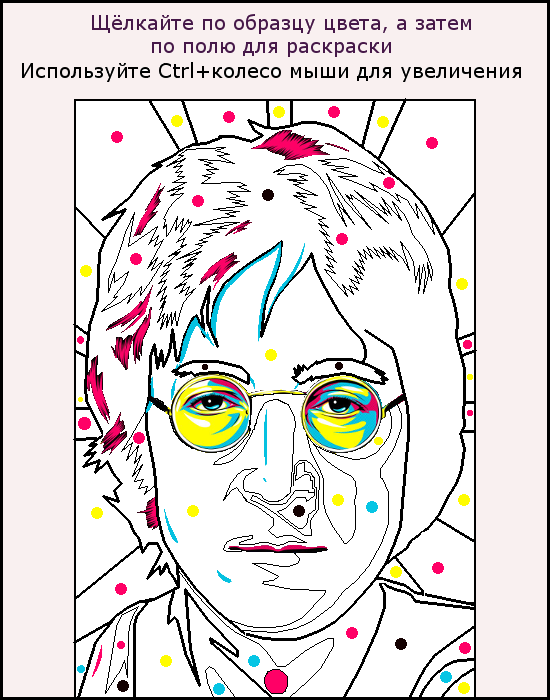 Щёлкайте по образцу цвета, а затем
по полю для раскраски
Используйте Ctrl+колесо мыши для увеличения